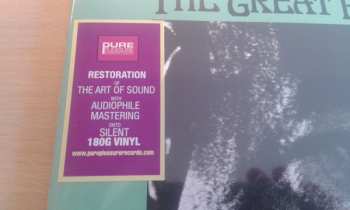 THE GREAT
PURE
PLEASURE
RESTORATION
OF
THE ART OF SOUND
WITH
AUDIOPHILE
MASTERING
ONTO
SILENT
180G VINYL
www.purepleasurerecords.com